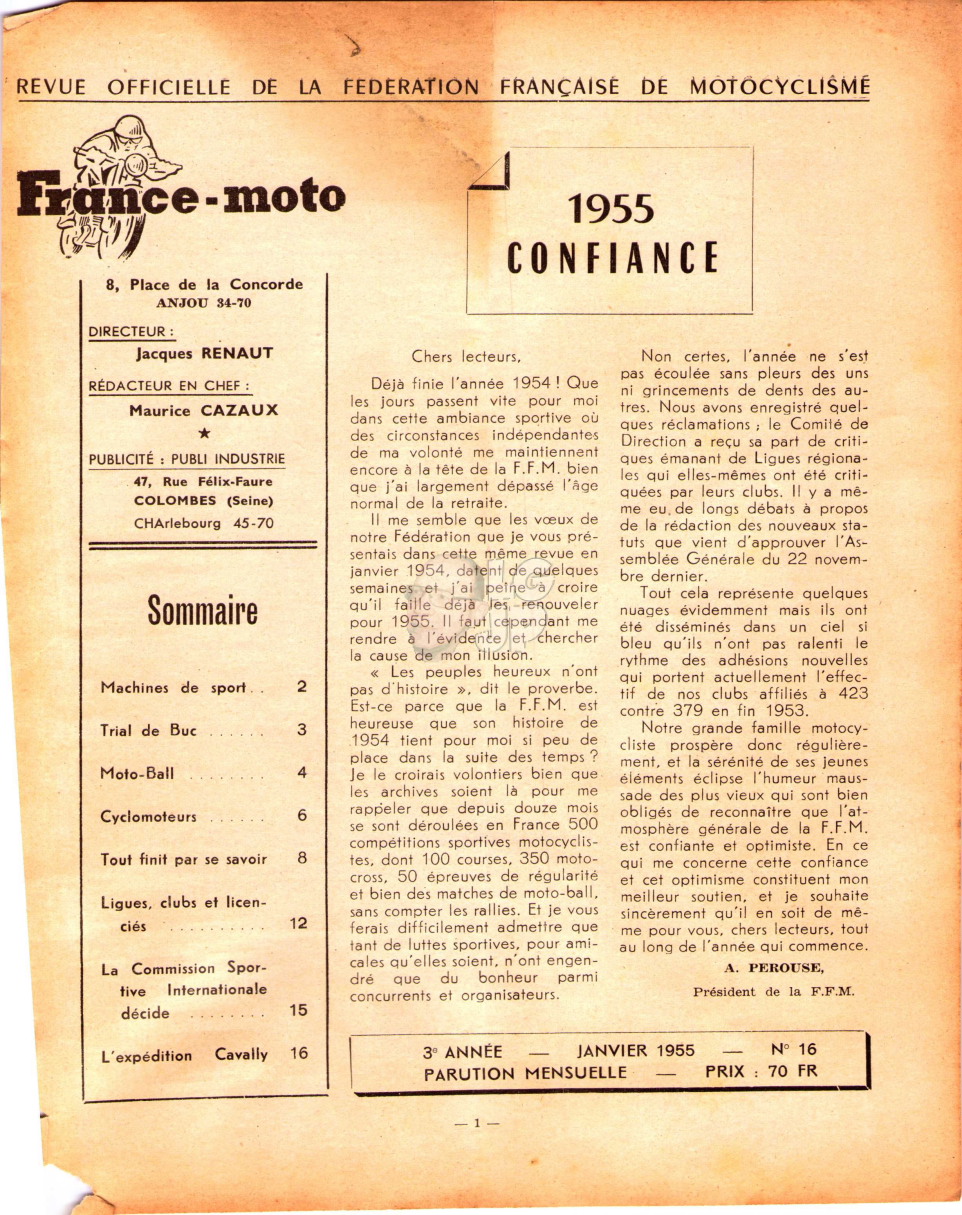 REVUE OFFICIELLE DE LA FEDERATION FRANÇAISE DE MOTOCYCLISME
France-moto
8, Place de la Concorde
ANJOU 34-70
DIRECTEUR :
Jacques RENAUT
RÉDACTEUR EN CHEF :
Maurice CAZAUX
★
PUBLICITÉ : PUBLI INDUSTRIE
47, Rue Félix-Faure
COLOMBES (Seine)
CHArlebourg 45-70
Sommaire
Machines de sport . . 2
Trial de Buc . . . . . . 3
Moto-Ball . . . . . . . . 4
Cyclomoteurs . . . . . . 6
Tout finit par se savoir 8
Ligues, clubs et licen-
ciés . . . . . . . . . . 12
La Commission Spor-
tive Internationale
décide . . . . . . . . 15
L'expédition Cavally 16
1955
CONFIANCE
Chers lecteurs,
Déjà finie l'année 1954 ! Que
les jours passent vite pour moi
dans cette ambiance sportive où
des circonstances indépendantes
de ma volonté me maintiennent
encore à la tête de la F.F.M. bien
que j'ai largement dépassé l'âge
normal de la retraite.
Il me semble que les vœux de
notre Fédération que je vous pré-
sentais dans cette même revue en
janvier 1954, datent de quelques
semaines et j'ai peine à croire
qu'il faille déjà les renouveler
pour 1955. Il faut cependant me
rendre à l'évidence et chercher
la cause de mon illusion.
« Les peuples heureux n'ont
pas d'histoire », dit le proverbe.
Est-ce parce que la F.F.M. est
heureuse que son histoire de
1954 tient pour moi si peu de
place dans la suite des temps ?
Je le croirais volontiers bien que
les archives soient là pour me
rappeler que depuis douze mois
se sont déroulées en France 500
compétitions sportives motocyclis-
tes, dont 100 courses, 350 moto-
cross, 50 épreuves de régularité
et bien des matches de moto-ball,
sans compter les rallies. Et je vous
ferais difficilement admettre que
tant de luttes sportives, pour ami-
cales qu'elles soient, n'ont engen-
dré que du bonheur parmi
concurrents et organisateurs.
Non certes, l'année ne s'est
pas écoulée sans pleurs des uns
ni grincements de dents des au-
tres. Nous avons enregistré quel-
ques réclamations ; le Comité de
Direction a reçu sa part de criti-
ques émanant de Ligues régiona-
les qui elles-mêmes ont été criti-
quées par leurs clubs. Il y a mê-
me eu de longs débats à propos
de la rédaction des nouveaux sta-
tuts que vient d'approuver l'As-
semblée Générale du 22 novem-
bre dernier.
Tout cela représente quelques
nuages évidemment mais ils ont
été disséminés dans un ciel si
bleu qu'ils n'ont pas ralenti le
rythme des adhésions nouvelles
qui portent actuellement l'effec-
tif de nos clubs affiliés à 423
contre 379 en fin 1953.
Notre grande famille motocy-
cliste prospère donc régulière-
ment, et la sérénité de ses jeunes
éléments éclipse l'humeur maus-
sade des plus vieux qui sont bien
obligés de reconnaître que l'at-
mosphère générale de la F.F.M.
est confiante et optimiste. En ce
qui me concerne cette confiance
et cet optimisme constituent mon
meilleur soutien, et je souhaite
sincèrement qu'il en soit de mê-
me pour vous, chers lecteurs, tout
au long de l'année qui commence.
A. PEROUSE,
Président de la F.F.M.
3e ANNÉE — JANVIER 1955 — N° 16
PARUTION MENSUELLE — PRIX : 70 FR
— 1 —